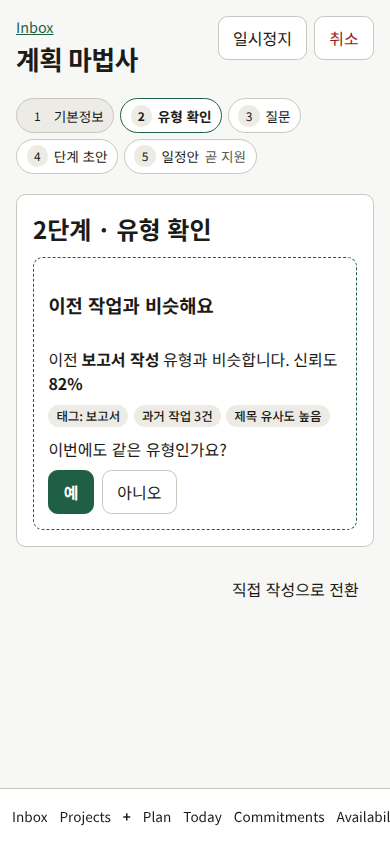 Inbox
계획 마법사
일시정지 취소
1 기본정보 2 유형 확인 3 질문
4 단계 초안 5 일정안 곧 지원
2단계 · 유형 확인
이전 작업과 비슷해요
이전 보고서 작성 유형과 비슷합니다. 신뢰도
82%
태그: 보고서 과거 작업 3건 제목 유사도 높음
이번에도 같은 유형인가요?
예 아니오
직접 작성으로 전환
Inbox Projects + Plan Today Commitments Availabil